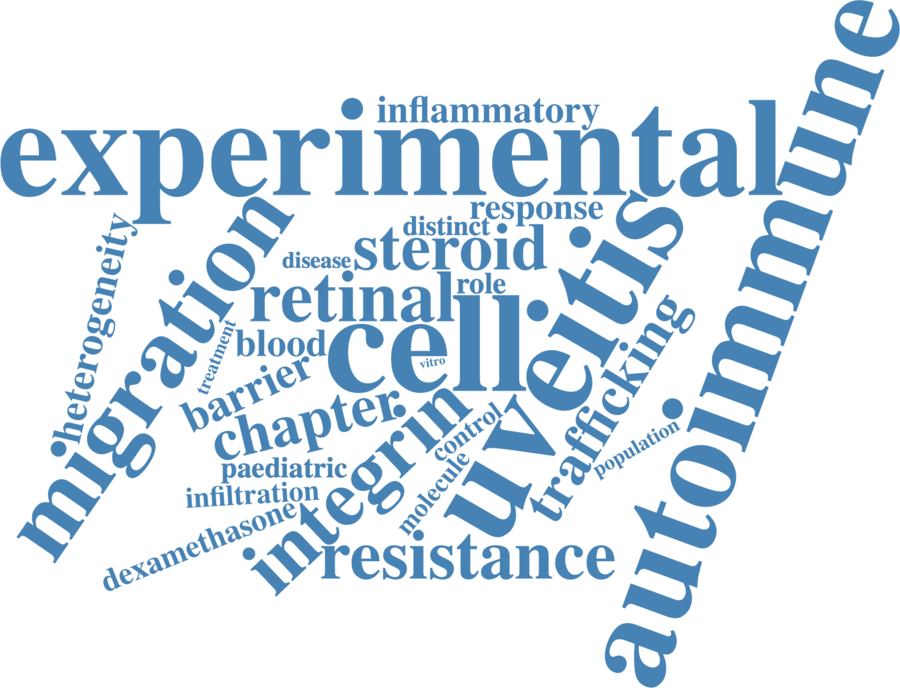 inflammatory
experimental
autoimmune
response
distinct
steroid
disease
uveitis
heterogeneity
migration
retinal
role
cell
vitro
blood
treatment
barrier
chapter
trafficking
integrin
control
population
paediatric
molecule
infiltration
dexamethasone
resistance